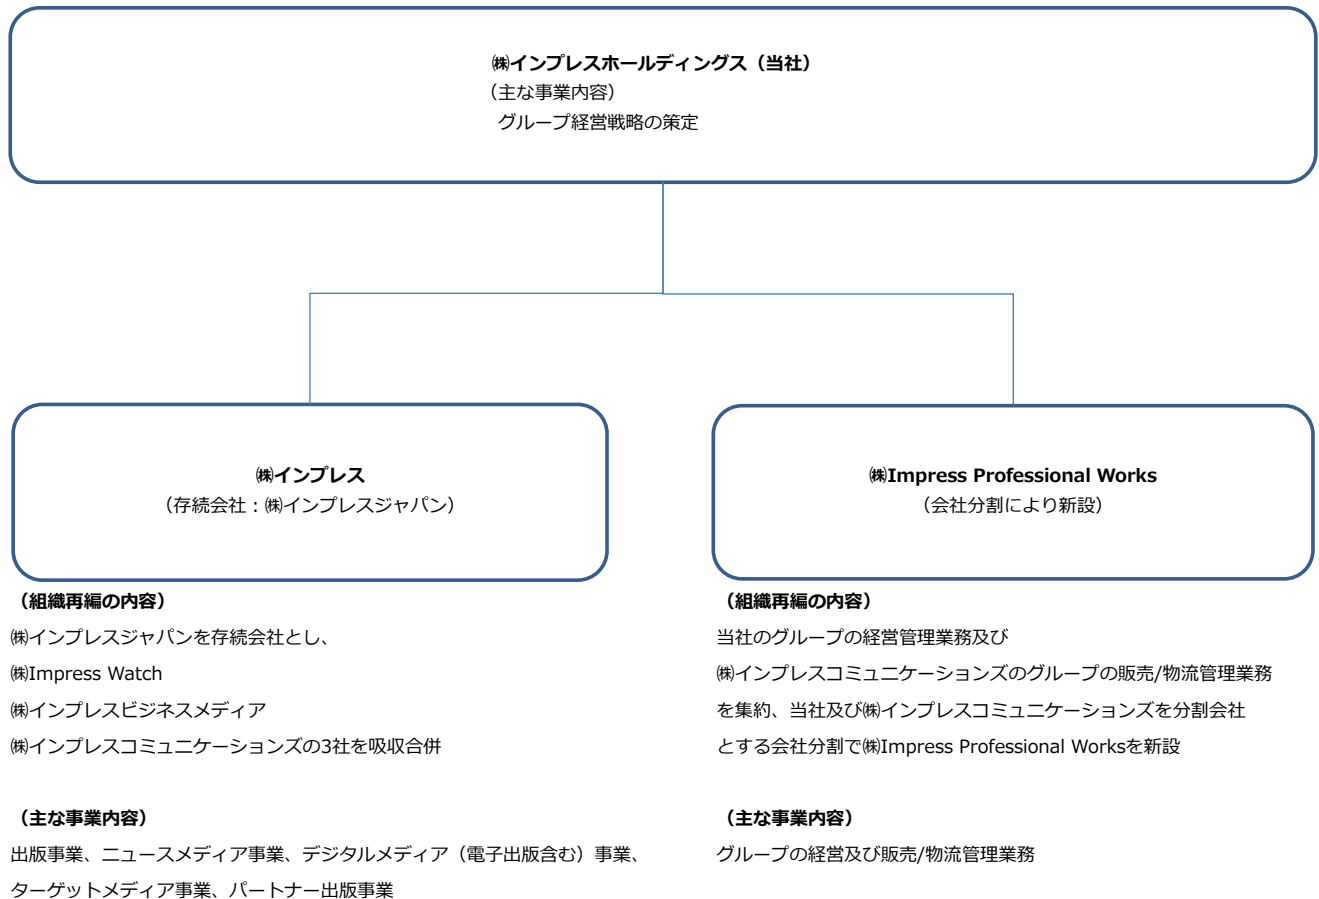 ㈱インプレスホールディングス（当社）
（主な事業内容）
グループ経営戦略の策定
㈱インプレス
（存続会社：㈱インプレスジャパン）
（組織再編の内容）
㈱インプレスジャパンを存続会社とし、
㈱Impress Watch
㈱インプレスビジネスメディア
㈱インプレスコミュニケーションズの3社を吸収合併
（主な事業内容）
出版事業、ニュースメディア事業、デジタルメディア（電子出版含む）事業、
ターゲットメディア事業、パートナー出版事業
㈱Impress Professional Works
（会社分割により新設）
（組織再編の内容）
当社のグループの経営管理業務及び
㈱インプレスコミュニケーションズのグループの販売/物流管理業務
を集約、当社及び㈱インプレスコミュニケーションズを分割会社
とする会社分割で㈱Impress Professional Worksを新設
（主な事業内容）
グループの経営及び販売/物流管理業務